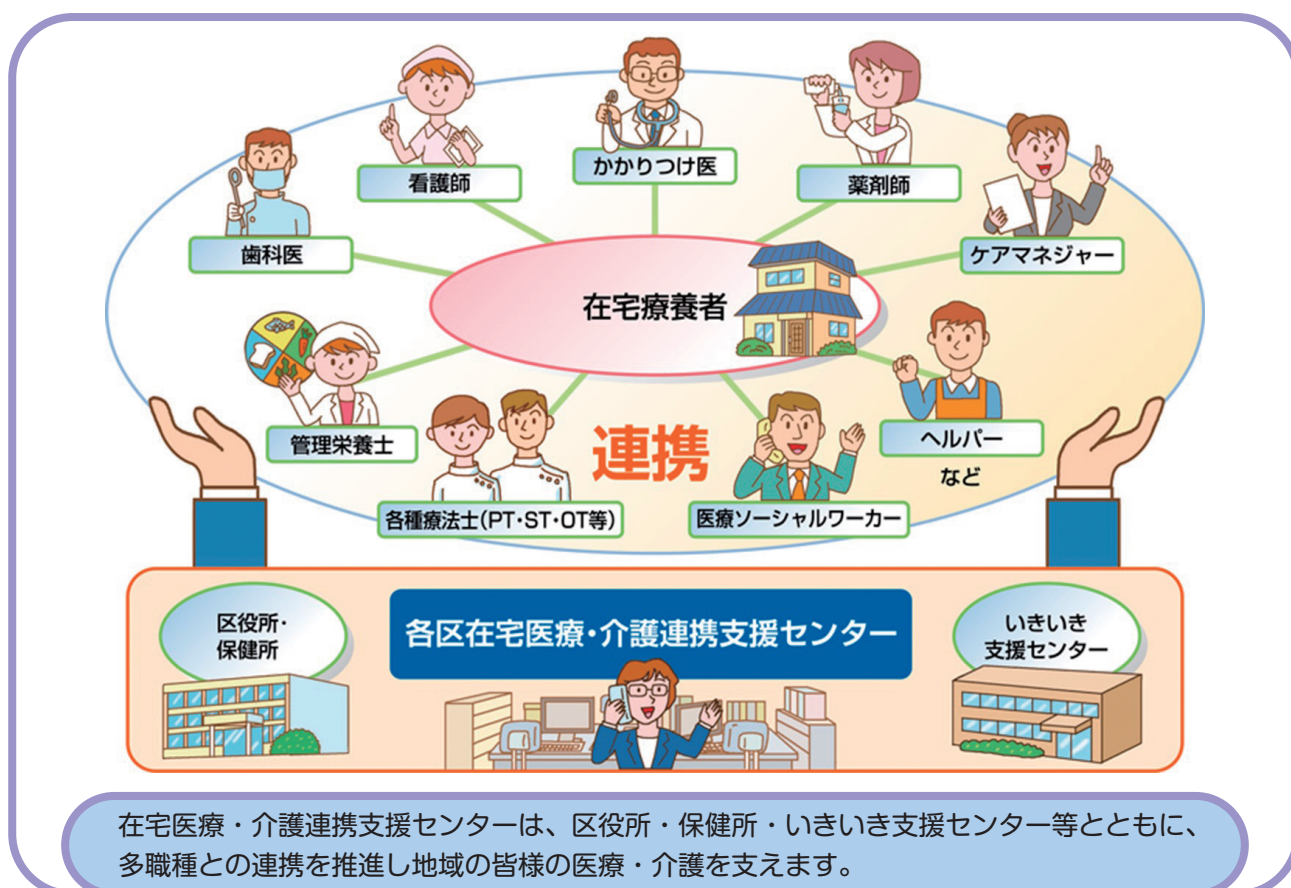 かかりつけ医
看護師
薬剤師
歯科医
ケアマネジャー
在宅療養者
管理栄養士
ヘルパー
など
連携
各種療法士(PT・ST・OT等)
医療ソーシャルワーカー
区役所・
保健所
各区在宅医療・介護連携支援センター
いきいき
支援センター
在宅医療・介護連携支援センターは、区役所・保健所・いきいき支援センター等とともに、
多職種との連携を推進し地域の皆様の医療・介護を支えます。